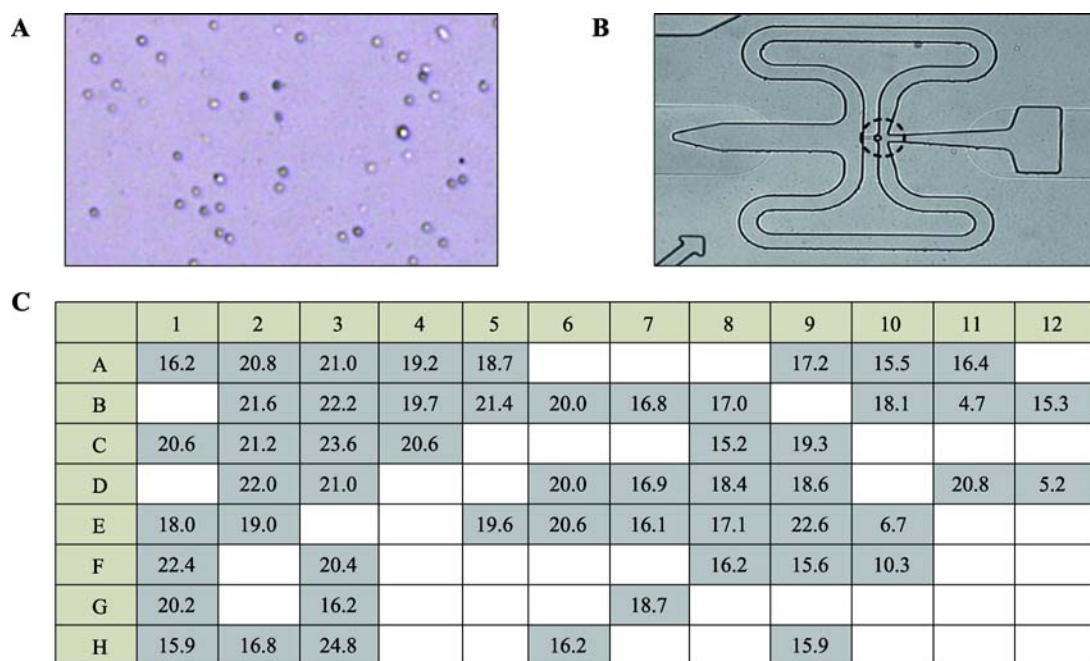 A B
C
1 2 3 4 5 6 7 8 9 10 11 12
A 16.2 20.8 21.0 19.2 18.7 17.2 15.5 16.4
B 21.6 22.2 19.7 21.4 20.0 16.8 17.0 18.1 4.7 15.3
C 20.6 21.2 23.6 20.6 15.2 19.3
D 22.0 21.0 20.0 16.9 18.4 18.6 20.8 5.2
E 18.0 19.0 19.6 20.6 16.1 17.1 22.6 6.7
F 22.4 20.4 16.2 15.6 10.3
G 20.2 16.2 18.7
H 15.9 16.8 24.8 16.2 15.9